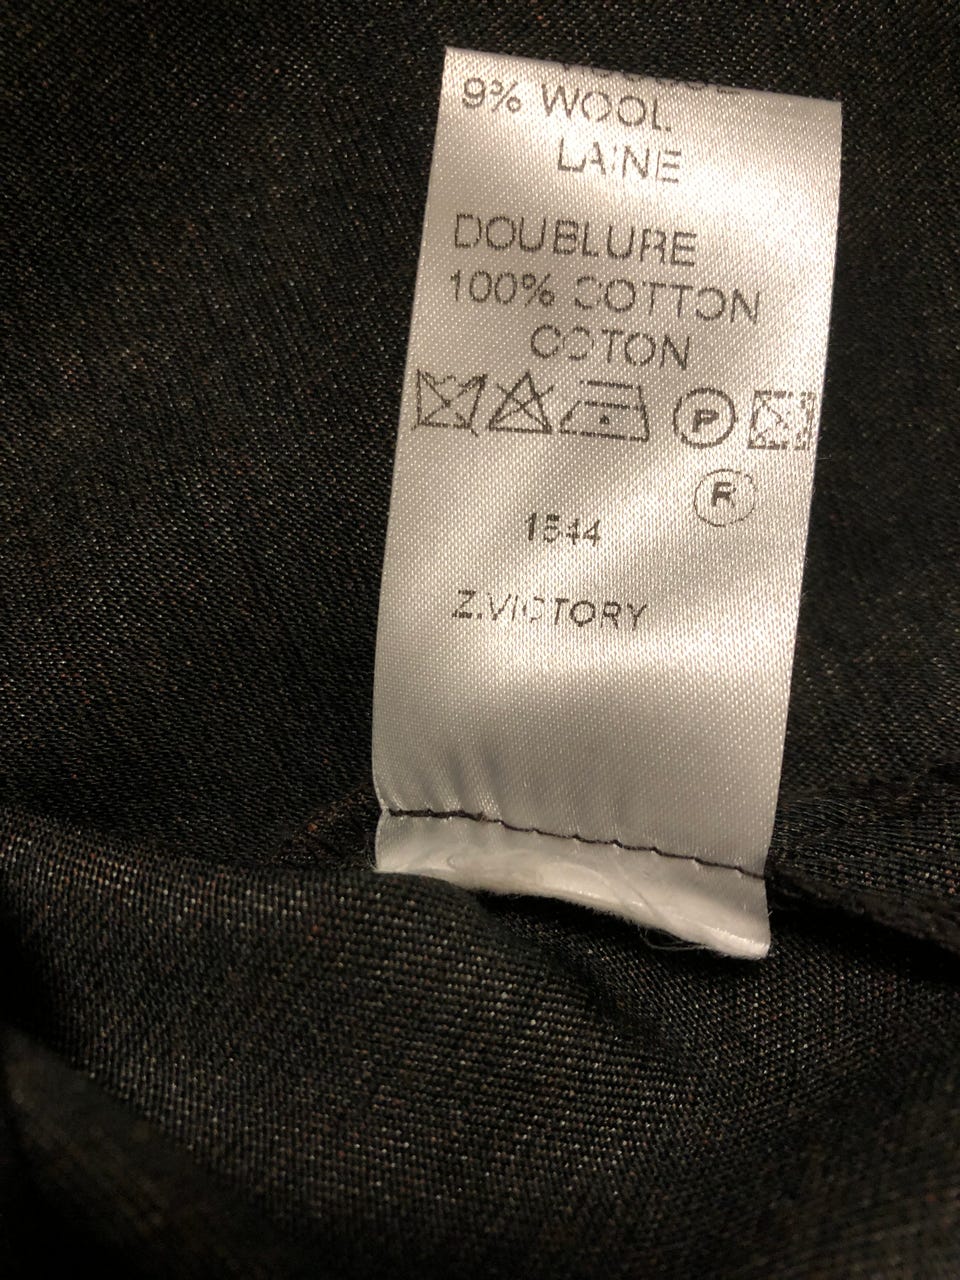 9% WOOL
LAINE
DOUBLURE
100% COTTON
COTON
P
R
1544
Z.VICTORY